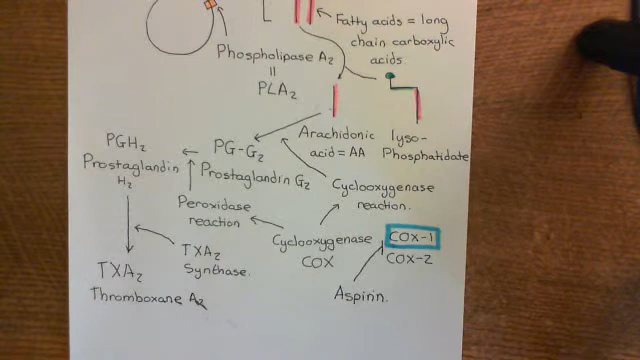 Fatty acids = long
chain carboxylic
acids.
Phospholipase A2
=
PLA2
Arachidonic
acid = AA
lyso-
Phosphatidate
PGH2
Prostaglandin
H2
PG-G2
Prostaglandin G2
Cyclooxygenase
reaction.
Peroxidase
reaction
Cyclooxygenase
COX
COX-1
COX-2
TXA2
Synthase.
TXA2
Thromboxane A2
Aspirin.